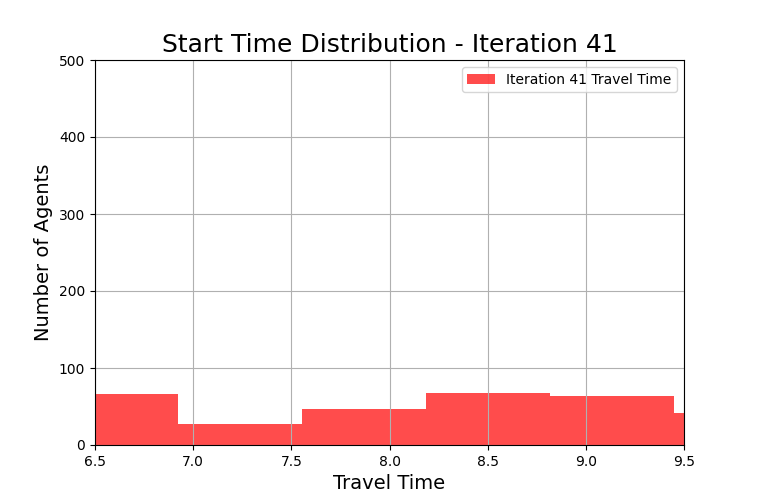 Start Time Distribution - Iteration 41
500
400
300
200
100
0
Number of Agents
Iteration 41 Travel Time
6.5 7.0 7.5 8.0 8.5 9.0 9.5
Travel Time